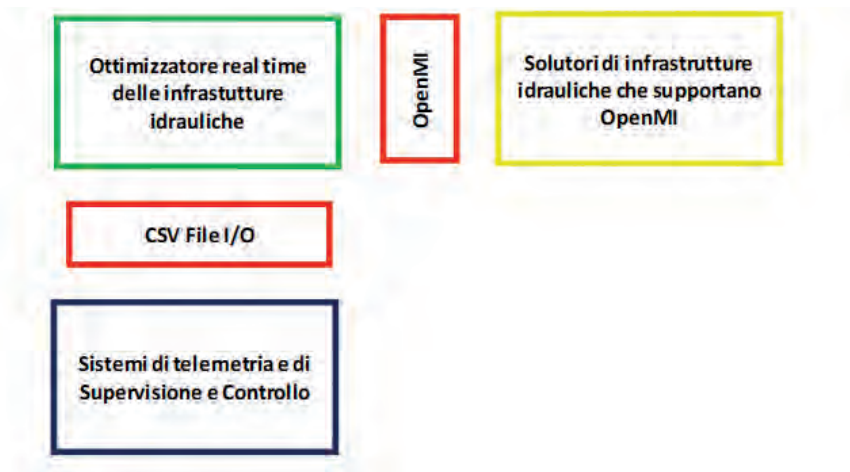 Ottimizzatore real time
delle infrastutture
idrauliche
OpenMI
Solutori di infrastrutture
idrauliche che supportano
OpenMI
CSV File I/O
Sistemi di telemetria e di
Supervisione e Controllo